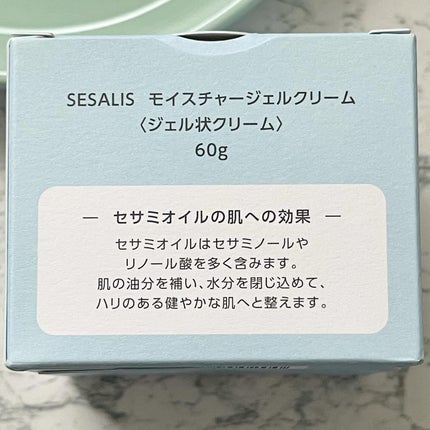 SESALIS モイスチャージェルクリーム
〈ジェル状クリーム〉
60g
— セサミオイルの肌への効果 —
セサミオイルはセサミノールや
リノール酸を多く含みます。
肌の油分を補い、水分を閉じ込めて、
ハリのある健やかな肌へと整えます。